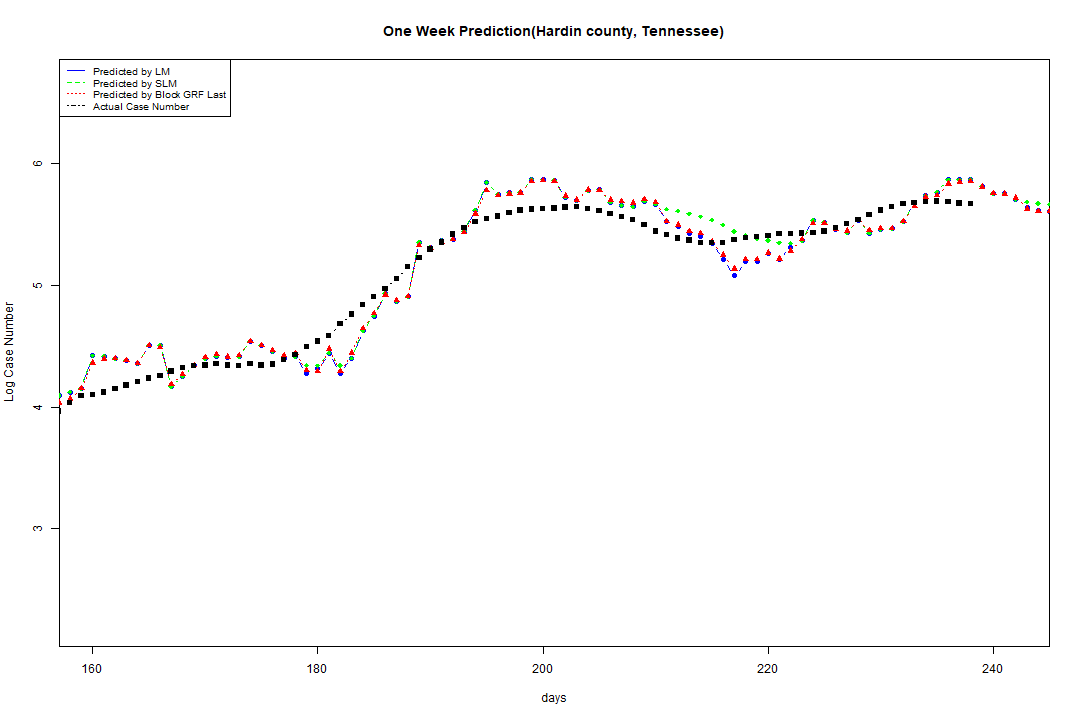 One Week Prediction(Hardin county, Tennessee)
Predicted by LM
Predicted by SLM
Predicted by Block GRF Last
Actual Case Number
6
5
4
3
Log Case Number
160 180 200 220 240
days